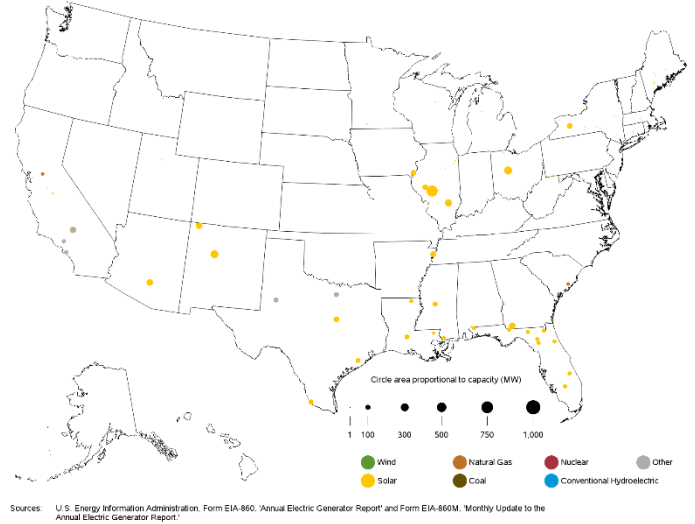 Circle area proportional to capacity (MW)
1 100 300 500 750 1,000
Wind Natural Gas Nuclear Other
Solar Coal Conventional Hydroelectric
Sources: U.S. Energy Information Administration, Form EIA-860, 'Annual Electric Generator Report' and Form EIA-860M, 'Monthly Update to the
Annual Electric Generator Report.'